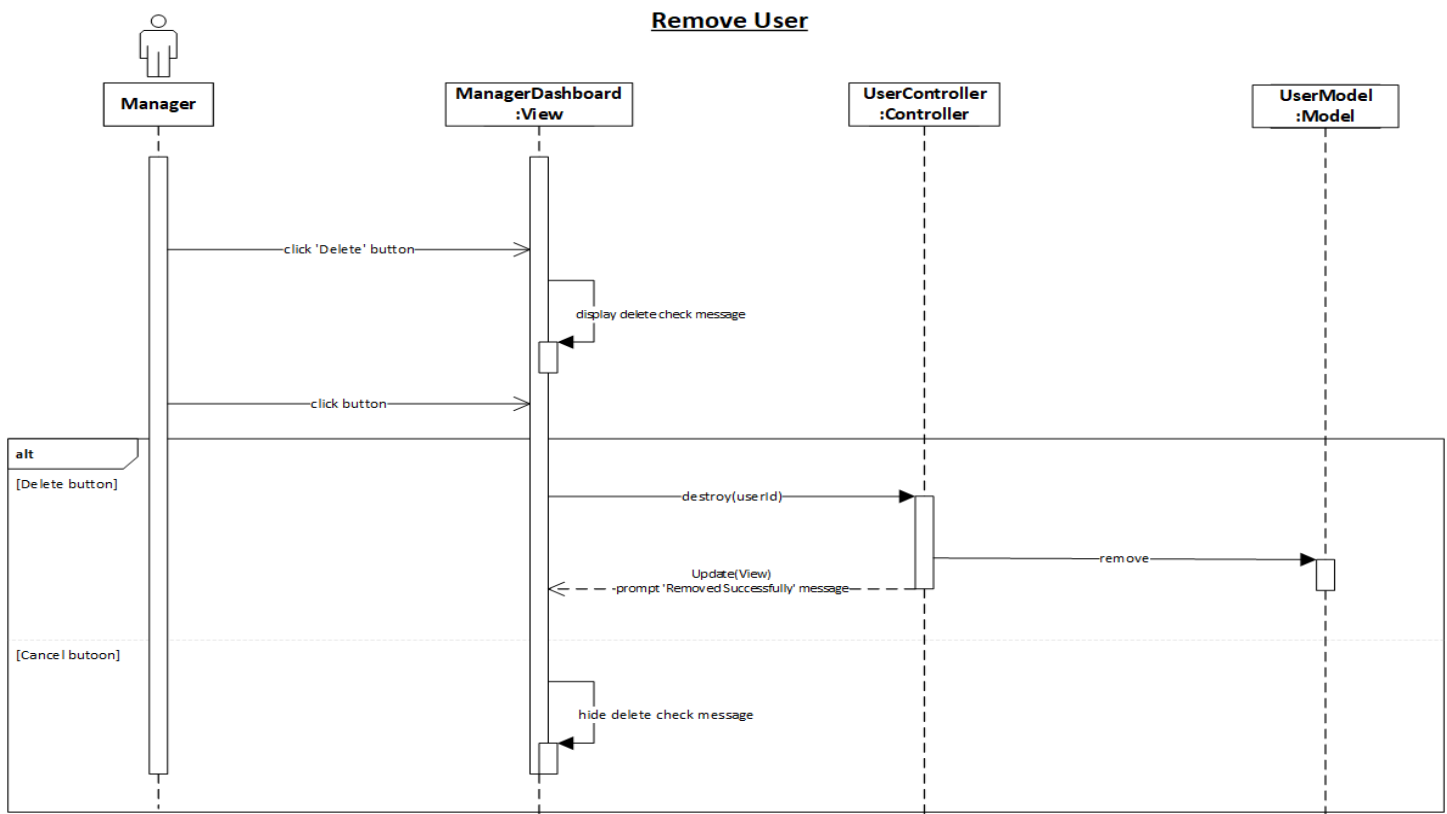 Remove User
Manager
ManagerDashboard
:View
UserController
:Controller
UserModel
:Model
click 'Delete' button
display delete check message
click button
alt
[Delete button]
destroy(userId)
remove
Update(View)
prompt 'Removed Successfully' message
[Cancel butoon]
hide delete check message